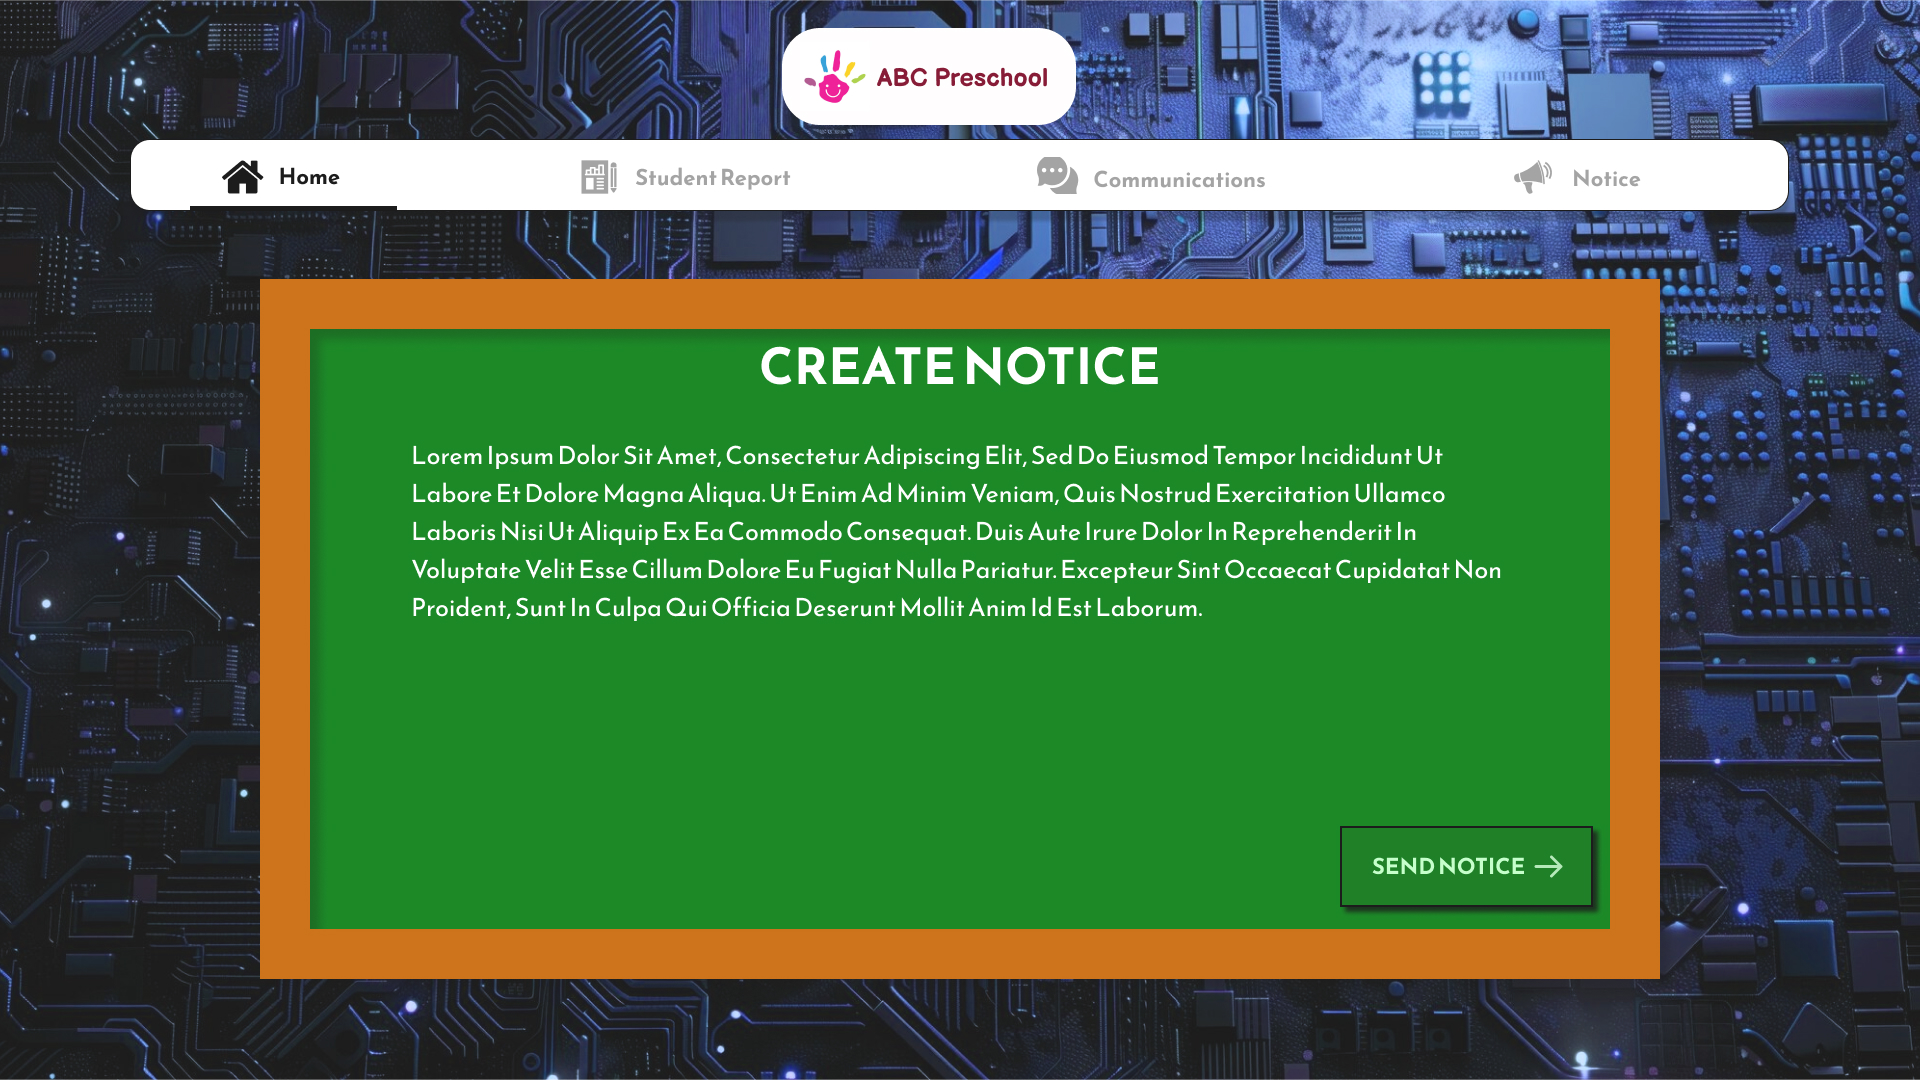 ABC Preschool
Home
Student Report
Communications
Notice
CREATE NOTICE
Lorem Ipsum Dolor Sit Amet, Consectetur Adipiscing Elit, Sed Do Eiusmod Tempor Incididunt Ut
Labore Et Dolore Magna Aliqua. Ut Enim Ad Minim Veniam, Quis Nostrud Exercitation Ullamco
Laboris Nisi Ut Aliquip Ex Ea Commodo Consequat. Duis Aute Irure Dolor In Reprehenderit In
Voluptate Velit Esse Cillum Dolore Eu Fugiat Nulla Pariatur. Excepteur Sint Occaecat Cupidatat Non
Proident, Sunt In Culpa Qui Officia Deserunt Mollit Anim Id Est Laborum.
SEND NOTICE